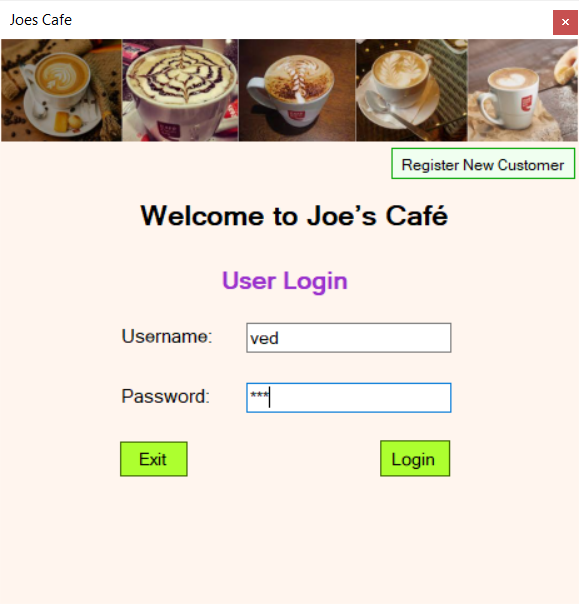 Joes Cafe
Register New Customer
Welcome to Joe’s Café
User Login
Username: ved
Password: ***
Exit Login